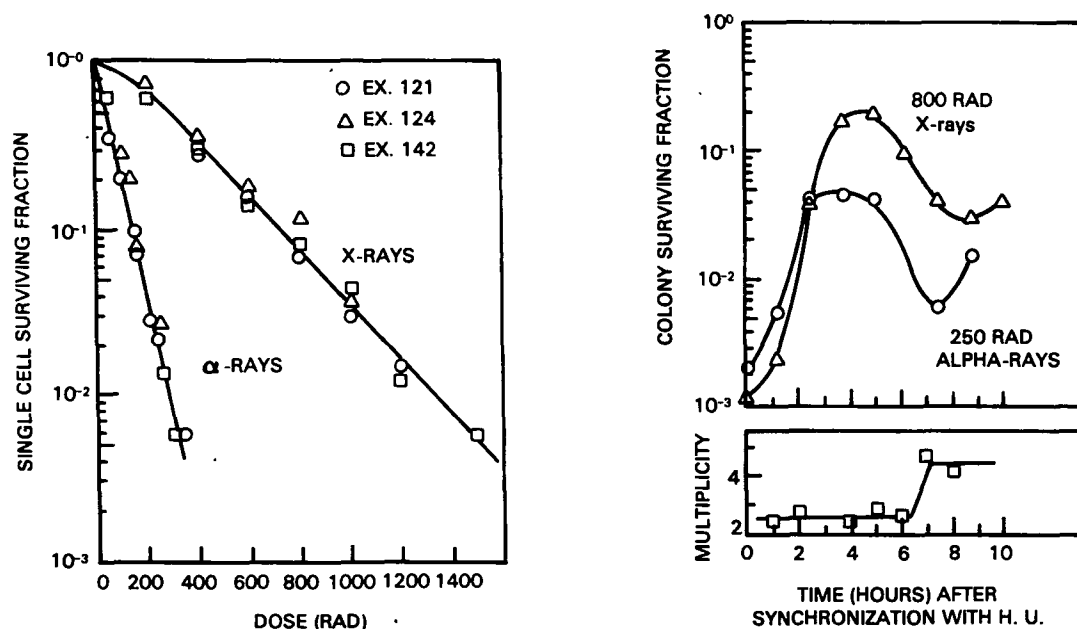 SINGLE CELL SURVIVING FRACTION
10⁻⁰
10⁻¹
10⁻²
10⁻³
EX. 121
EX. 124
EX. 142
X-RAYS
α-RAYS
0 200 400 600 800 1000 1200 1400
DOSE (RAD)
COLONY SURVIVING FRACTION
10⁰
10⁻¹
10⁻²
10⁻³
800 RAD
X-rays
250 RAD
ALPHA-RAYS
MULTIPLICITY
4
2
0 2 4 6 8 10
TIME (HOURS) AFTER
SYNCHRONIZATION WITH H. U.